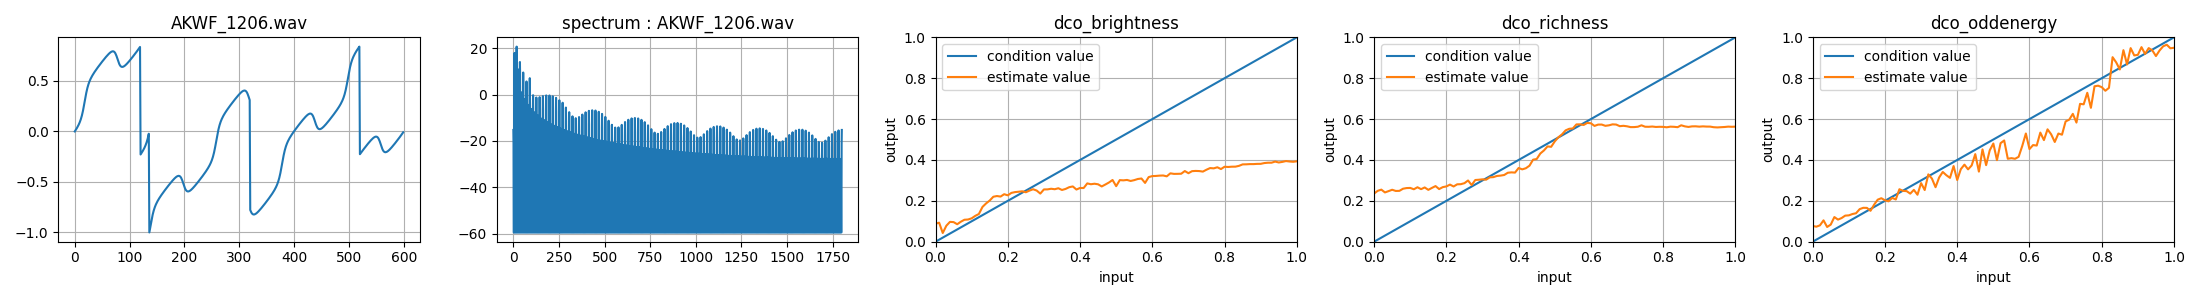 AKWF_1206.wav
0.5
0.0
−0.5
−1.0
0 100 200 300 400 500 600
spectrum : AKWF_1206.wav
20
0
−20
−40
−60
0 250 500 750 1000 1250 1500 1750
dco_brightness
condition value
estimate value
output
1.0
0.8
0.6
0.4
0.2
0.0
0.0 0.2 0.4 0.6 0.8 1.0
input
dco_richness
condition value
estimate value
output
1.0
0.8
0.6
0.4
0.2
0.0
0.0 0.2 0.4 0.6 0.8 1.0
input
dco_oddenergy
condition value
estimate value
output
1.0
0.8
0.6
0.4
0.2
0.0
0.0 0.2 0.4 0.6 0.8 1.0
input